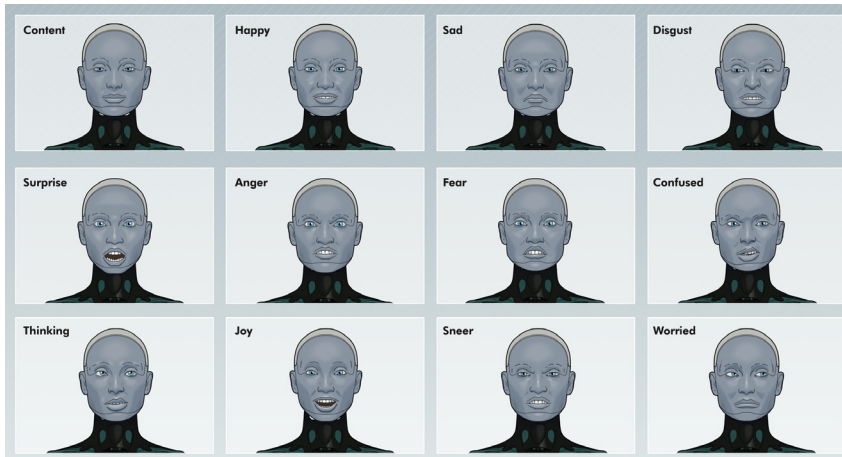 Content
Happy
Sad
Disgust
Surprise
Anger
Fear
Confused
Thinking
Joy
Sneer
Worried